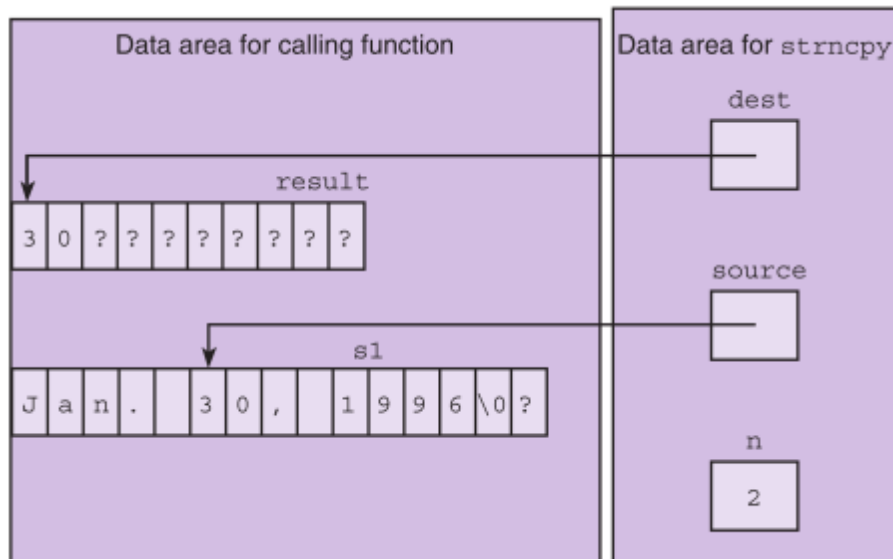 Data area for calling function
Data area for strncpy
dest
result
3 0 ? ? ? ? ? ? ? ?
source
s1
J a n . 3 0 , 1 9 9 6 \0 ?
n
2